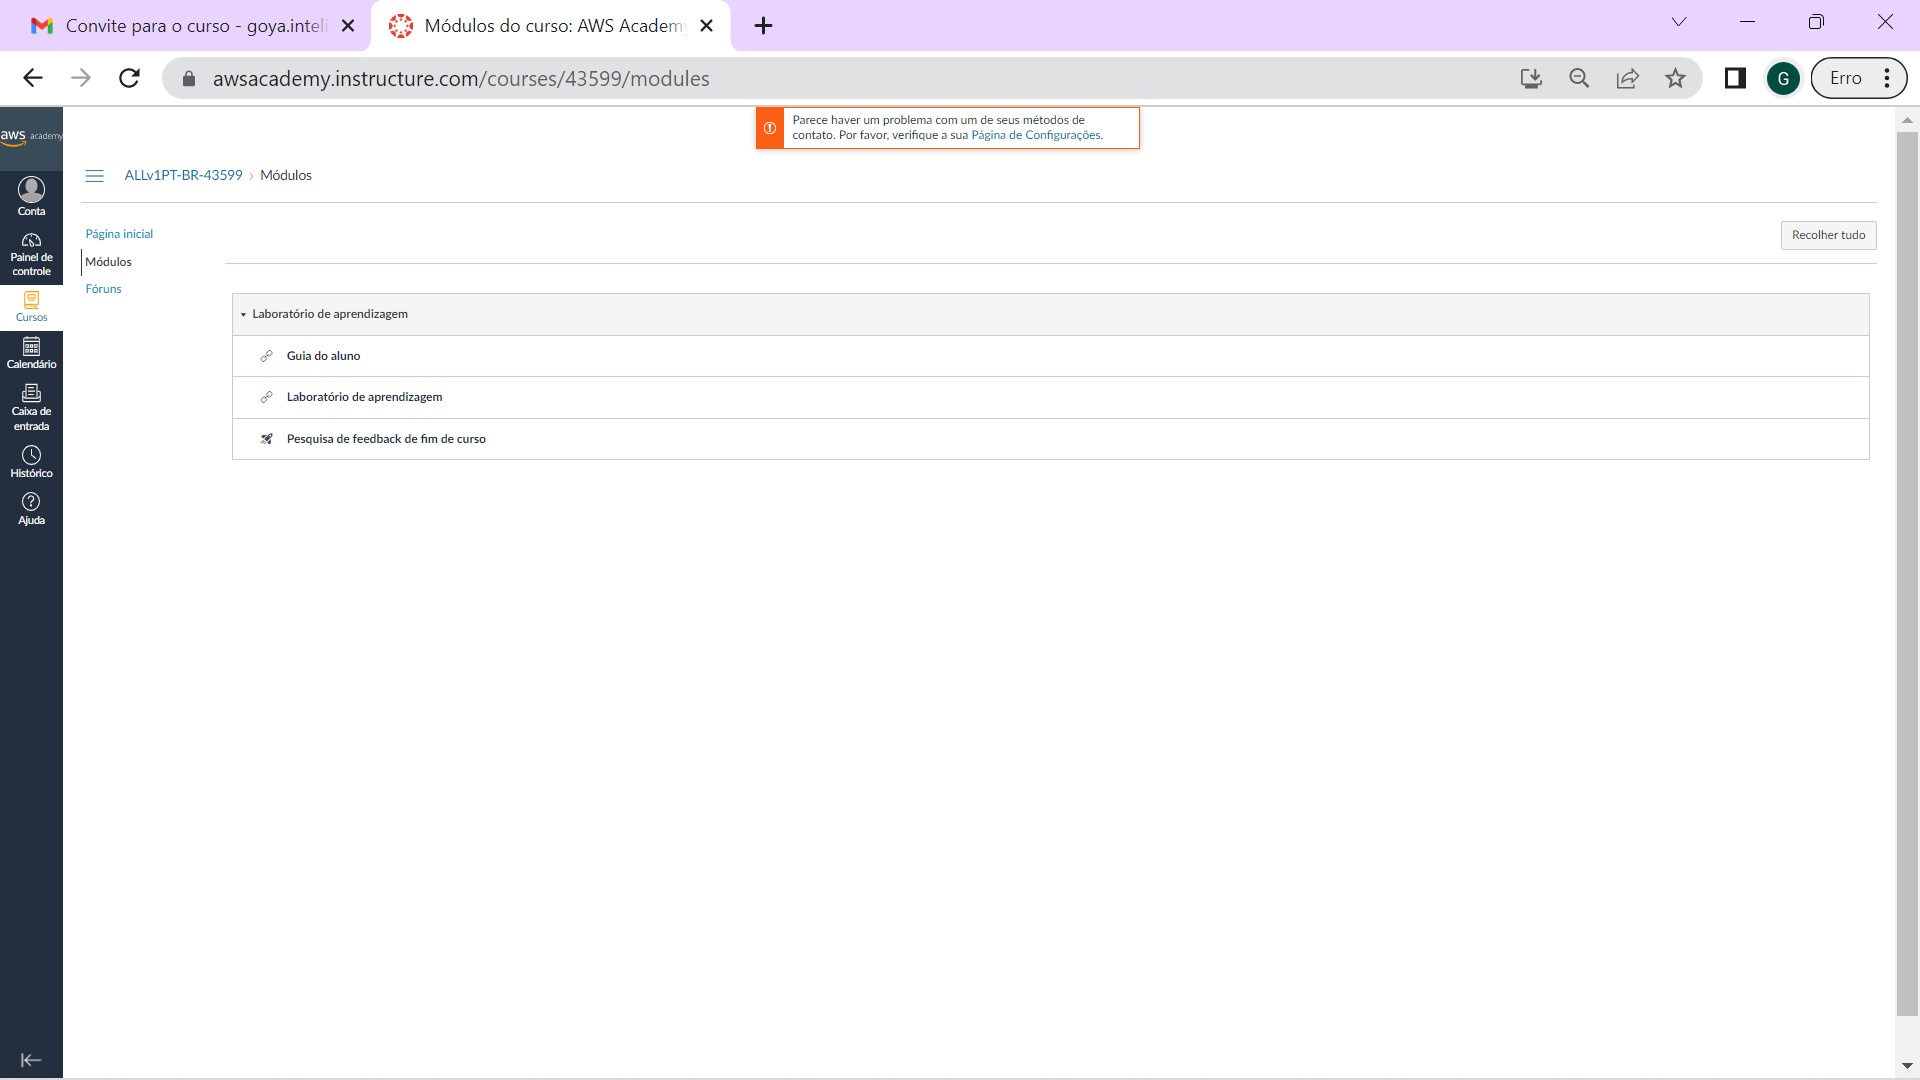 Convite para o curso - goya.inteli
Módulos do curso: AWS Academy
awsacademy.instructure.com/courses/43599/modules
G
Erro
aws academy
Parece haver um problema com um de seus métodos de
contato. Por favor, verifique a sua Página de Configurações.
ALLv1PT-BR-43599 › Módulos
Conta
Painel de
controle
Cursos
Calendário
Caixa de
entrada
Histórico
Ajuda
Página inicial
Módulos
Fóruns
Recolher tudo
Laboratório de aprendizagem
Guia do aluno
Laboratório de aprendizagem
Pesquisa de feedback de fim de curso